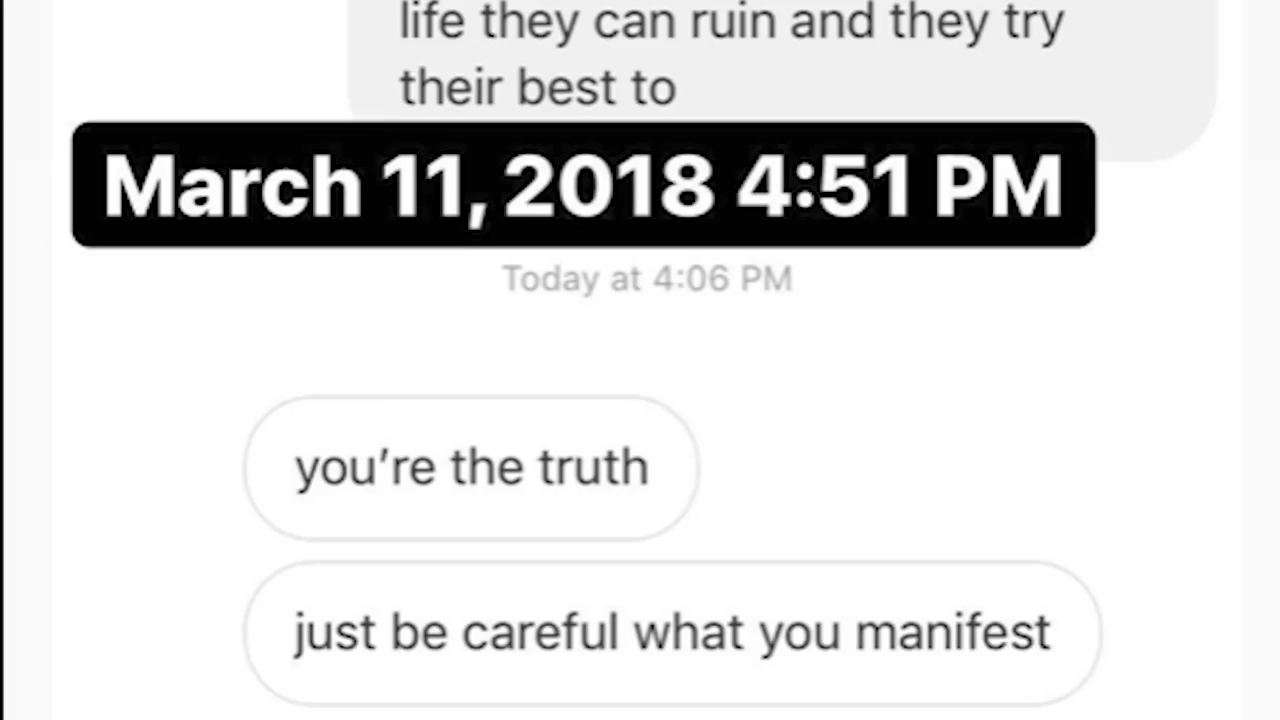 life they can ruin and they try
their best to
March 11, 2018 4:51 PM
Today at 4:06 PM
you’re the truth
just be careful what you manifest